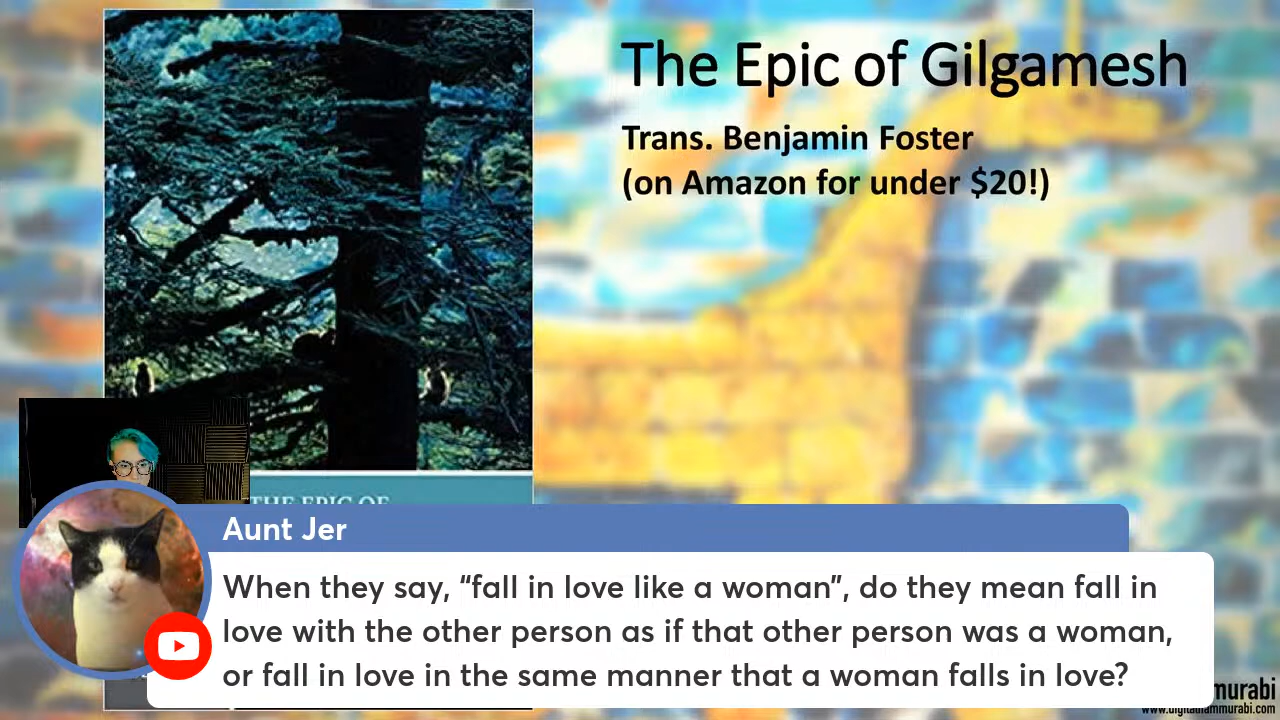 The Epic of Gilgamesh
Trans. Benjamin Foster
(on Amazon for under $20!)
THE EPIC OF
Aunt Jer
When they say, “fall in love like a woman”, do they mean fall in
love with the other person as if that other person was a woman,
or fall in love in the same manner that a woman falls in love?
murabi